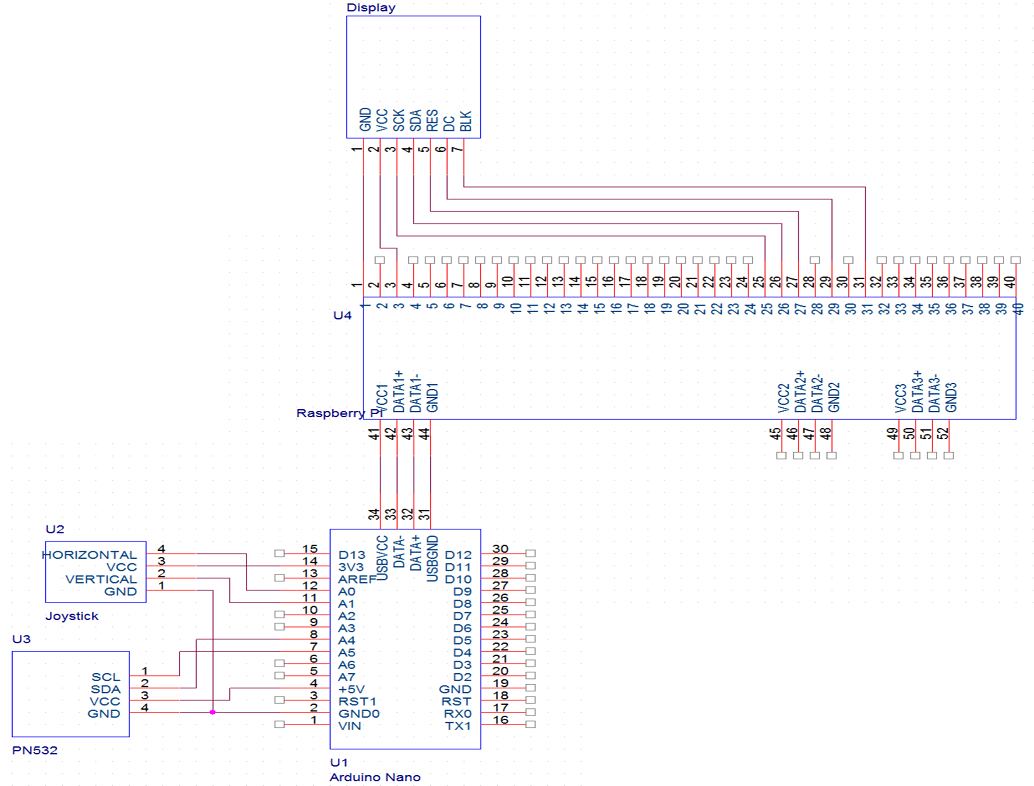 Display
GND VCC SCK SDA RES DC BLK
1 2 3 4 5 6 7
1 2 3 4 5 6 7 8 9 10 11 12 13 14 15 16 17 18 19 20 21 22 23 24 25 26 27 28 29 30 31 32 33 34 35 36 37 38 39 40
1 2 3 4 5 6 7 8 9 10 11 12 13 14 15 16 17 18 19 20 21 22 23 24 25 26 27 28 29 30 31 32 33 34 35 36 37 38 39 40
U4
VCC1 DATA1+ DATA1- GND1 VCC2 DATA2+ DATA2- GND2 VCC3 DATA3+ DATA3- GND3
Raspberry Pi
41 42 43 44 45 46 47 48 49 50 51 52
34 33 32 31
USBVCC DATA- DATA+ USBGND
U2
HORIZONTAL 4
VCC 3
VERTICAL 2
GND 1
Joystick
U3
SCL 1
SDA 2
VCC 3
GND 4
PN532
15 D13 D12 30
14 3V3 D11 29
13 AREF D10 28
12 A0 D9 27
11 A1 D8 26
10 A2 D7 25
9 A3 D6 24
8 A4 D5 23
7 A5 D4 22
6 A6 D3 21
5 A7 D2 20
4 +5V GND 19
3 RST1 RST 18
2 GND0 RX0 17
1 VIN TX1 16
U1
Arduino Nano